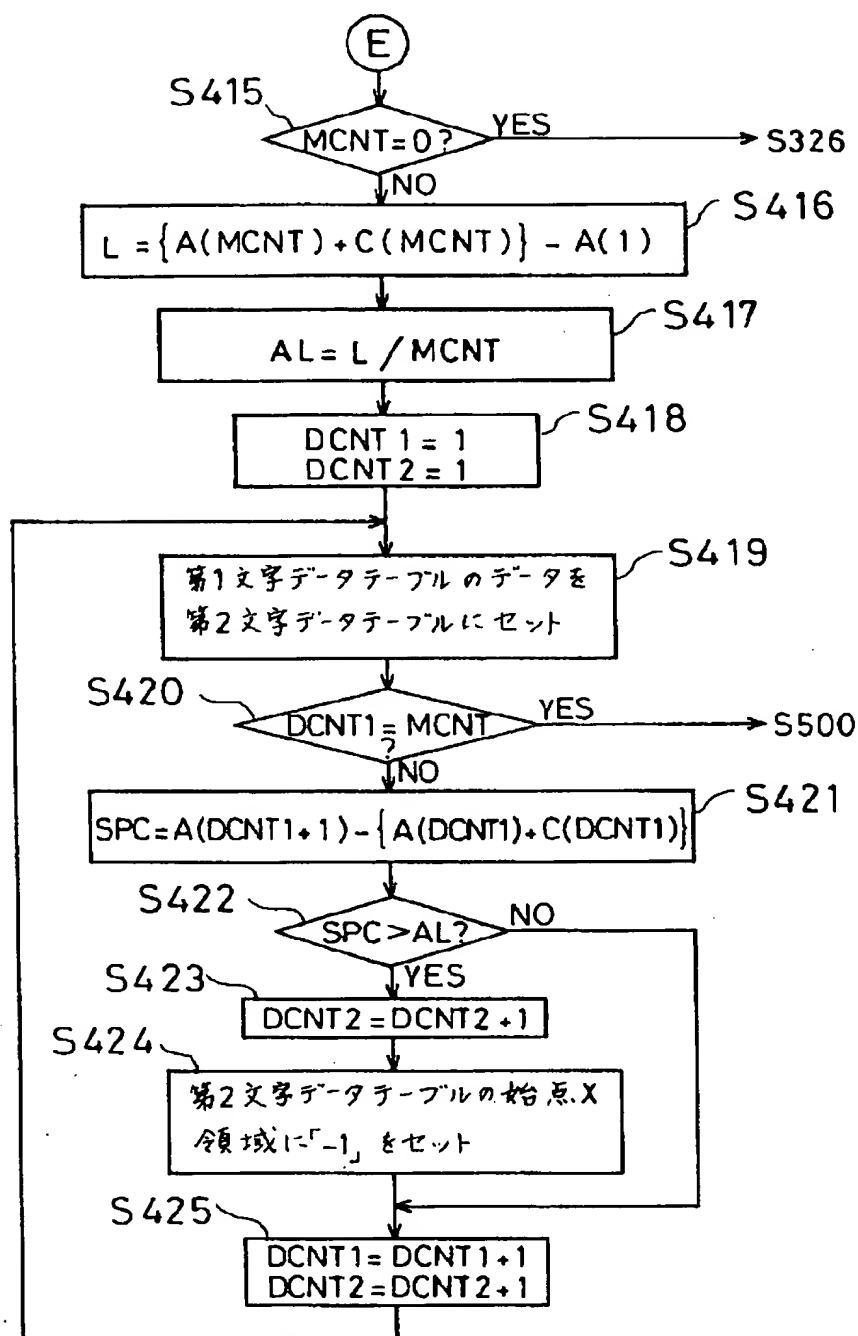 E
S415
MCNT=0?
YES
S326
NO
S416
L={A(MCNT)+C(MCNT)}-A(1)
S417
AL=L/MCNT
S418
DCNT1=1
DCNT2=1
S419
第1文字データテーブルのデータを
第2文字データテーブルにセット
S420
DCNT1=MCNT
?
YES
S500
NO
S421
SPC=A(DCNT1+1)-{A(DCNT1)+C(DCNT1)}
S422
SPC>AL?
NO
YES
S423
DCNT2=DCNT2+1
S424
第2文字データテーブルの始点X
領域に「-1」をセット
S425
DCNT1=DCNT1+1
DCNT2=DCNT2+1